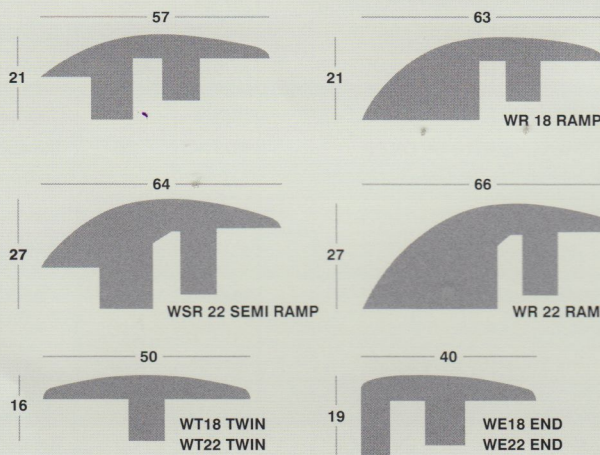 57
63
21
21
WR 18 RAMP
64
66
27
27
WSR 22 SEMI RAMP
WR 22 RAM
50
40
16
19
WT18 TWIN
WT22 TWIN
WE18 END
WE22 END